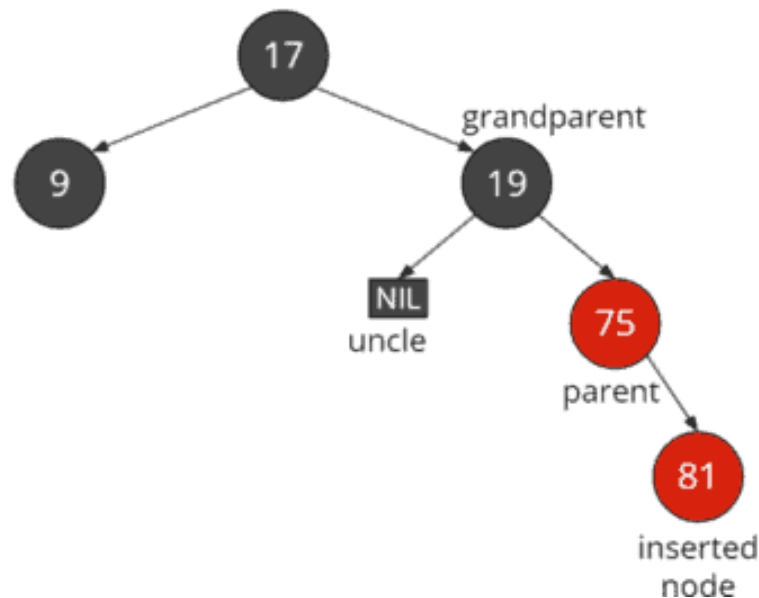 17
grandparent
9
19
NIL
uncle
75
parent
81
inserted
node